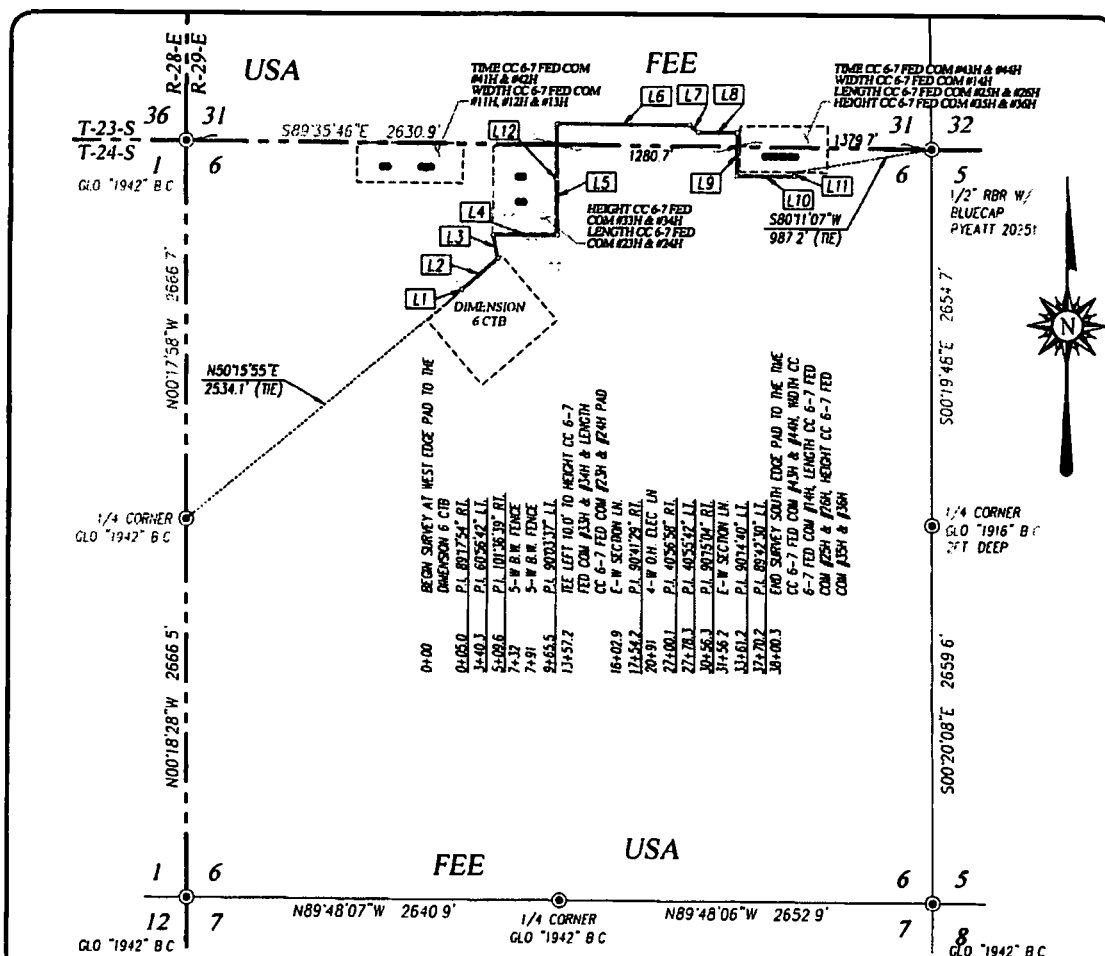 R-28-E
R-29-E
USA
FEE
TIME CC 6-7 FED COM
#41H & #42H
WIDTH CC 6-7 FED COM
#11H, #12H & #13H
TIME CC 6-7 FED COM #43H & #44H
WIDTH CC 6-7 FED COM #14H
LENGTH CC 6-7 FED COM #25H & #26H
HEIGHT CC 6-7 FED COM #35H & #36H
36
31
T-23-S
T-24-S
1
6
GLO "1942" B C
S89°35'46"E 2630.9'
L12
L6
L7
L8
1280.7'
1379.7'
31
32
6
5
1/2" RBR W/
BLUECAP
PYEATT
L5
L9
L10
L11
L4
L3
L2
L1
HEIGHT CC 6-7 FED
COM #33H & #34H
LENGTH CC 6-7 FED
COM #23H & #24H
S80°11'07"W
987 2' (TIE)
DIMENSION
6 CTB
N
N00°17'58"W 2666 7'
S00°19'48"E 2654 7'
N50°15'55"E
2534.1' (TIE)
1/4 CORNER
GLO "1942" B C
1/4 CORNER
GLO "1916" B C
2FT DEEP
0+00 BEGIN SURVEY AT WEST EDGE PAD TO THE
DIMENSION 6 CTB
0+05.0 P.I. 89°17'54" RT.
3+40.3 P.I. 60°56'42" LT.
5+09.6 P.I. 101°36'39" RT.
7+32 5-W B.W. FENCE
7+91 5-W B.W. FENCE
9+65.5 P.I. 90°03'37" LT.
13+57.2 TEE LEFT 10.0' TO HEIGHT CC 6-7
FED COM #33H & #34H & LENGTH
CC 6-7 FED COM #23H & #24H PAD
16+02.9 E-W SECTION LN.
17+54.2 P.I. 90°41'29" RT.
20+91 4-W O.H. ELEC LN
22+00.1 P.I. 40°56'58" RT.
27+78.3 P.I. 40°55'42" LT.
30+56.3 P.I. 90°15'04" RT.
31+56 2 E-W SECTION LN.
33+61.2 P.I. 90°14'40" LT.
37+70.2 P.I. 89°42'30" LT.
38+00.3 END SURVEY SOUTH EDGE PAD TO THE TIME
CC 6-7 FED COM #43H & #44H, WIDTH CC
6-7 FED COM #14H, LENGTH CC 6-7 FED
COM #25H & #26H, HEIGHT CC 6-7 FED
COM #35H & #36H
N00°18'28"W 2666 5'
S00°20'08"E 2659 6'
FEE
USA
1
6
12
7
GLO "1942" B C
N89°48'07"W 2640 9'
1/4 CORNER
GLO "1942" B C
N89°48'06"W 2652 9'
6
5
7
8
GLO "1942" B C